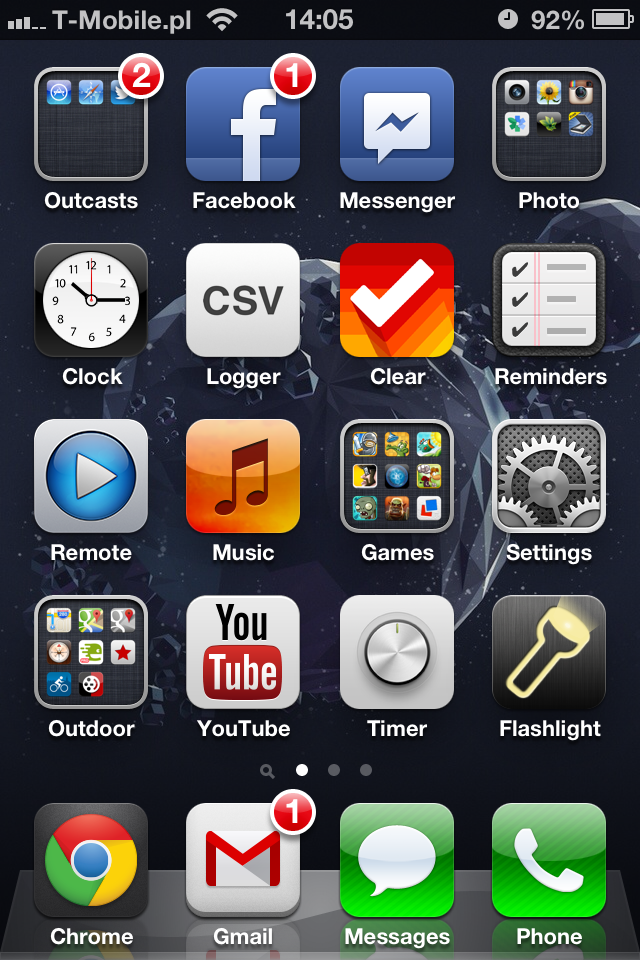 T-Mobile.pl 14:05 92%
2 1
Outcasts Facebook Messenger Photo
12
11 1
10 2
9 3
8 4
7 5
6
CSV
Clock Logger Clear Reminders
Remote Music Games Settings
You
Tube
Outdoor YouTube Timer Flashlight
1
Chrome Gmail Messages Phone